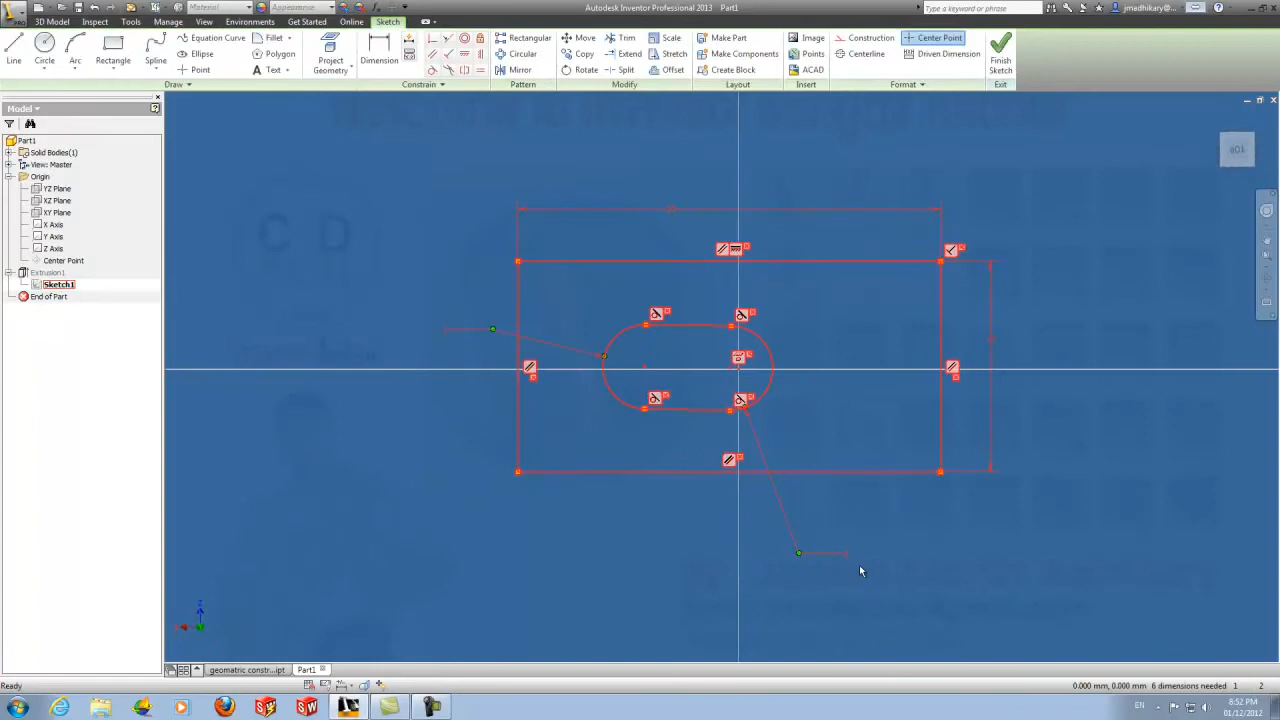 Material
Appearance
Autodesk Inventor Professional 2013   Part1
Type a keyword or phrase
jmadhikary@...
PRO
3D Model
Inspect
Tools
Manage
View
Environments
Get Started
Vault
Online
Sketch
Line
Circle
Arc
Rectangle
Spline
Equation Curve
Ellipse
Point
Fillet
Polygon
Text
Project Geometry
Dimension
Rectangular
Circular
Mirror
Move
Copy
Rotate
Trim
Extend
Split
Scale
Stretch
Offset
Make Part
Make Components
Create Block
Image
Points
ACAD
Construction
Centerline
Center Point
Driven Dimension
Finish Sketch
Draw
Constrain
Pattern
Modify
Layout
Insert
Format
Exit
Model
Part1
Solid Bodies(1)
View: Master
Origin
YZ Plane
XZ Plane
XY Plane
X Axis
Y Axis
Z Axis
Center Point
Extrusion1
Sketch1
End of Part
C D
geomatric constr...ipt
Part1
Ready
0.000 mm, 0.000 mm
6 dimensions needed
1
2
EN
8:52 PM
01/12/2012